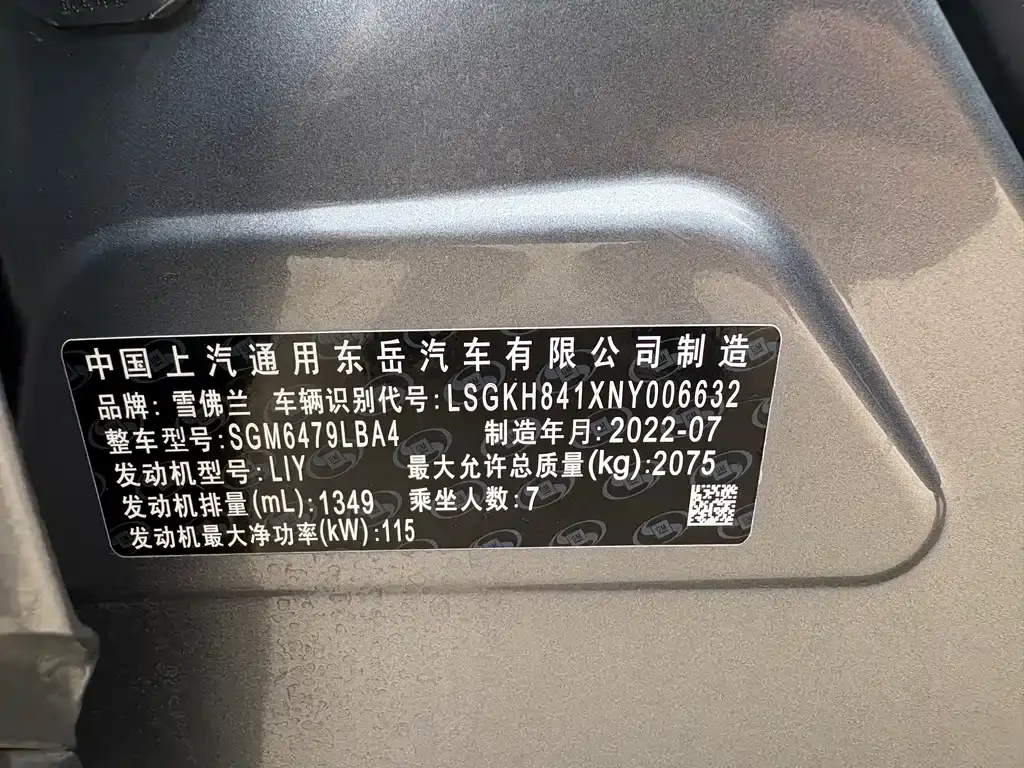 中国上汽通用东岳汽车有限公司制造
品牌: 雪佛兰 车辆识别代号: LSGKH841XNY006632
整车型号: SGM6479LBA4 制造年月: 2022-07
发动机型号: LIY 最大允许总质量(kg): 2075
发动机排量(mL): 1349 乘坐人数: 7
发动机最大净功率(kW): 115